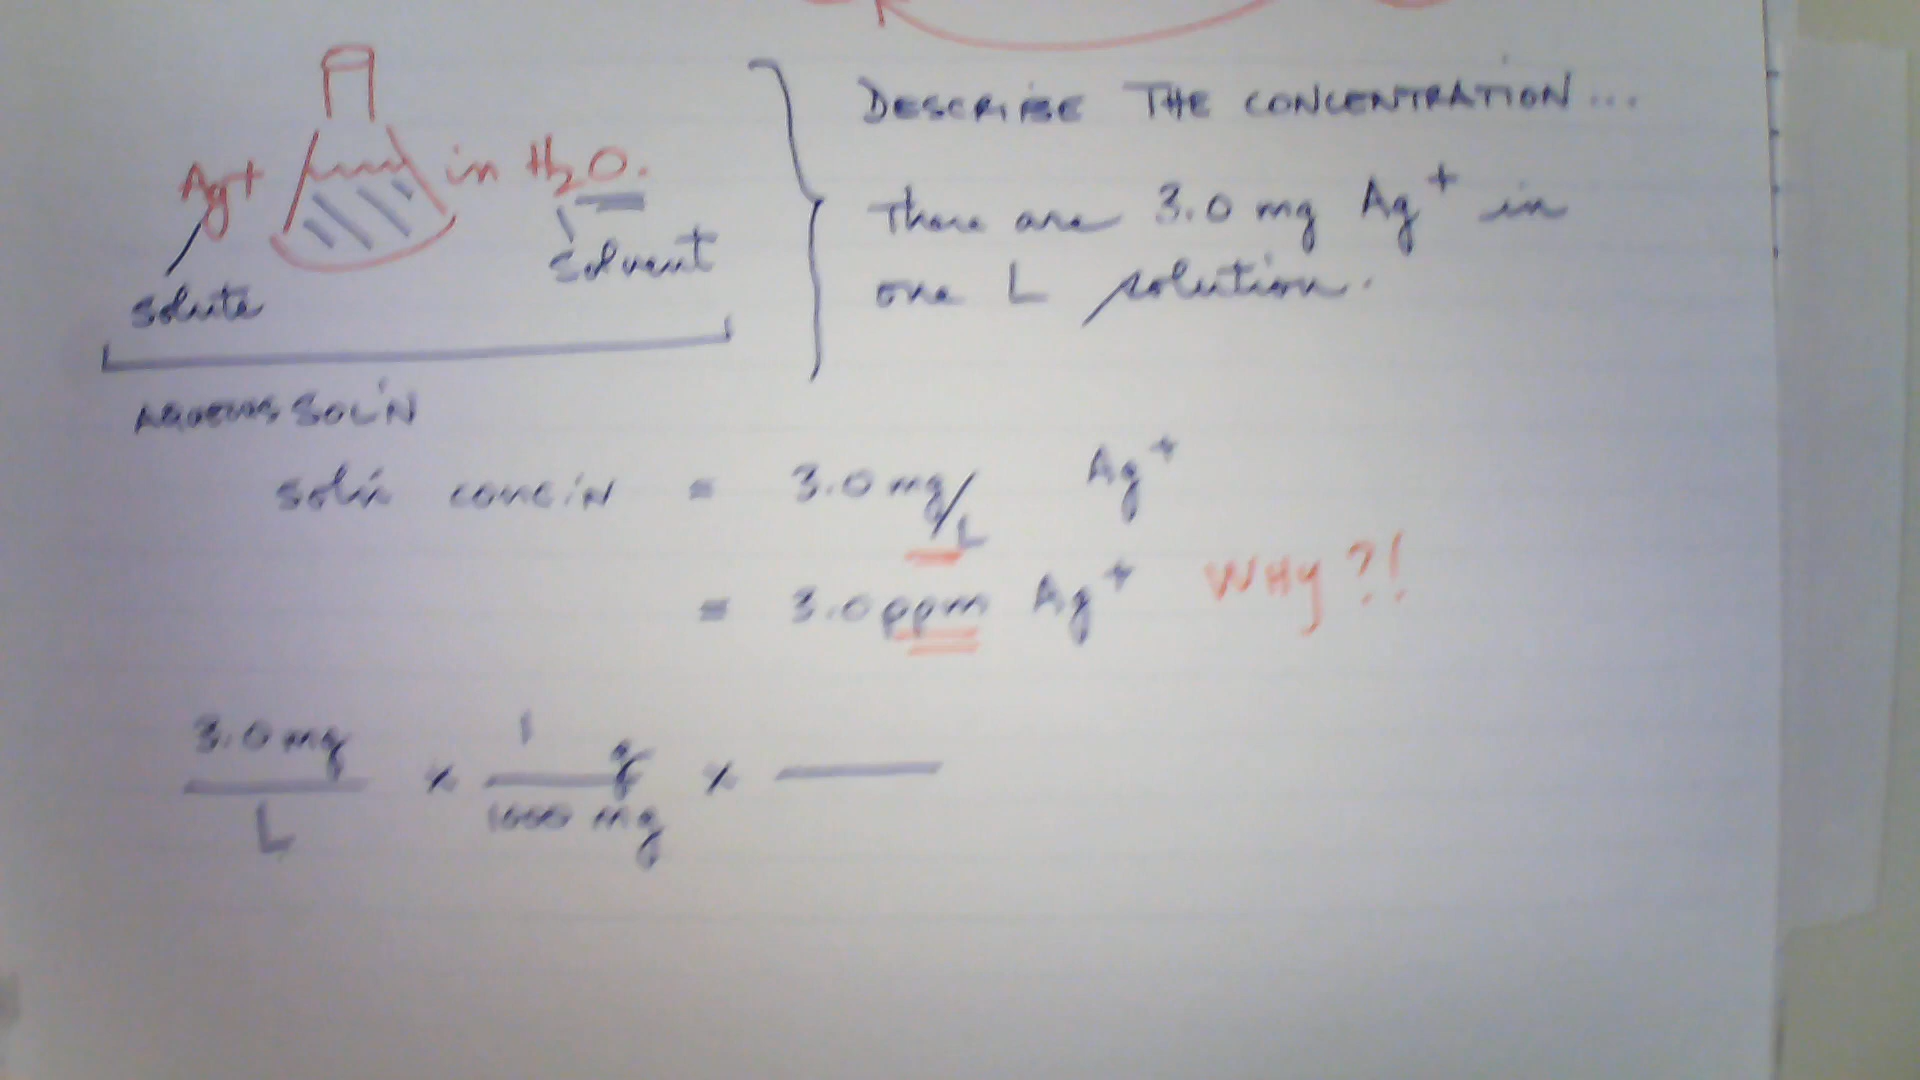 Ag+ in H2O.
solute
solvent
AQUEOUS SOL'N
DESCRIBE THE CONCENTRATION...
There are 3.0 mg Ag+ in
one L solution.
sol'n conc'N = 3.0 mg/L Ag+
= 3.0 ppm Ag+ WHY?!
3.0 mg / L × 1 g / 1000 mg ×